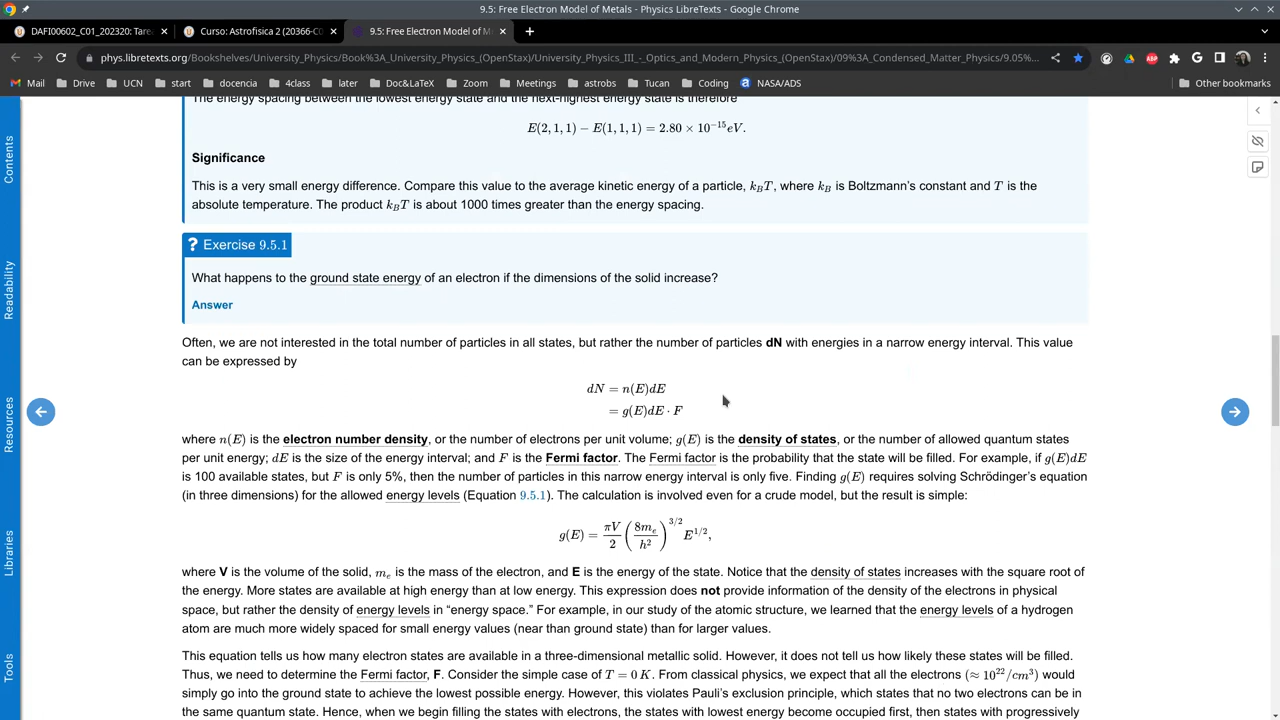 9.5: Free Electron Model of Metals - Physics LibreTexts - Google Chrome
DAFI00602_C01_202320: Tarea
Curso: Astrofisica 2 (20366-C
9.5: Free Electron Model of M
phys.libretexts.org/Bookshelves/University_Physics/Book%3A_University_Physics_(OpenStax)/University_Physics_III_-_Optics_and_Modern_Physics_(OpenStax)/09%3A_Condensed_Matter_Physics/9.05%...
Mail Drive UCN start docencia 4class later Doc&LaTeX Zoom Meetings astrobs Tucan Coding NASA/ADS Other bookmarks
Contents
Readability
Resources
Libraries
Tools
The energy spacing between the lowest energy state and the next-highest energy state is therefore
E(2,1,1) − E(1,1,1) = 2.80 × 10⁻¹⁵eV.
Significance
This is a very small energy difference. Compare this value to the average kinetic energy of a particle, k_BT, where k_B is Boltzmann's constant and T is the
absolute temperature. The product k_BT is about 1000 times greater than the energy spacing.
? Exercise 9.5.1
What happens to the ground state energy of an electron if the dimensions of the solid increase?
Answer
Often, we are not interested in the total number of particles in all states, but rather the number of particles dN with energies in a narrow energy interval. This value
can be expressed by
dN = n(E)dE
= g(E)dE · F
where n(E) is the electron number density, or the number of electrons per unit volume; g(E) is the density of states, or the number of allowed quantum states
per unit energy; dE is the size of the energy interval; and F is the Fermi factor. The Fermi factor is the probability that the state will be filled. For example, if g(E)dE
is 100 available states, but F is only 5%, then the number of particles in this narrow energy interval is only five. Finding g(E) requires solving Schrödinger's equation
(in three dimensions) for the allowed energy levels (Equation 9.5.1). The calculation is involved even for a crude model, but the result is simple:
g(E) = πV/2 (8m_e/h²)^3/2 E^1/2,
where V is the volume of the solid, m_e is the mass of the electron, and E is the energy of the state. Notice that the density of states increases with the square root of
the energy. More states are available at high energy than at low energy. This expression does not provide information of the density of the electrons in physical
space, but rather the density of energy levels in “energy space.” For example, in our study of the atomic structure, we learned that the energy levels of a hydrogen
atom are much more widely spaced for small energy values (near than ground state) than for larger values.
This equation tells us how many electron states are available in a three-dimensional metallic solid. However, it does not tell us how likely these states will be filled.
Thus, we need to determine the Fermi factor, F. Consider the simple case of T = 0 K. From classical physics, we expect that all the electrons (≈ 10²²/cm³) would
simply go into the ground state to achieve the lowest possible energy. However, this violates Pauli's exclusion principle, which states that no two electrons can be in
the same quantum state. Hence, when we begin filling the states with electrons, the states with lowest energy become occupied first, then states with progressively